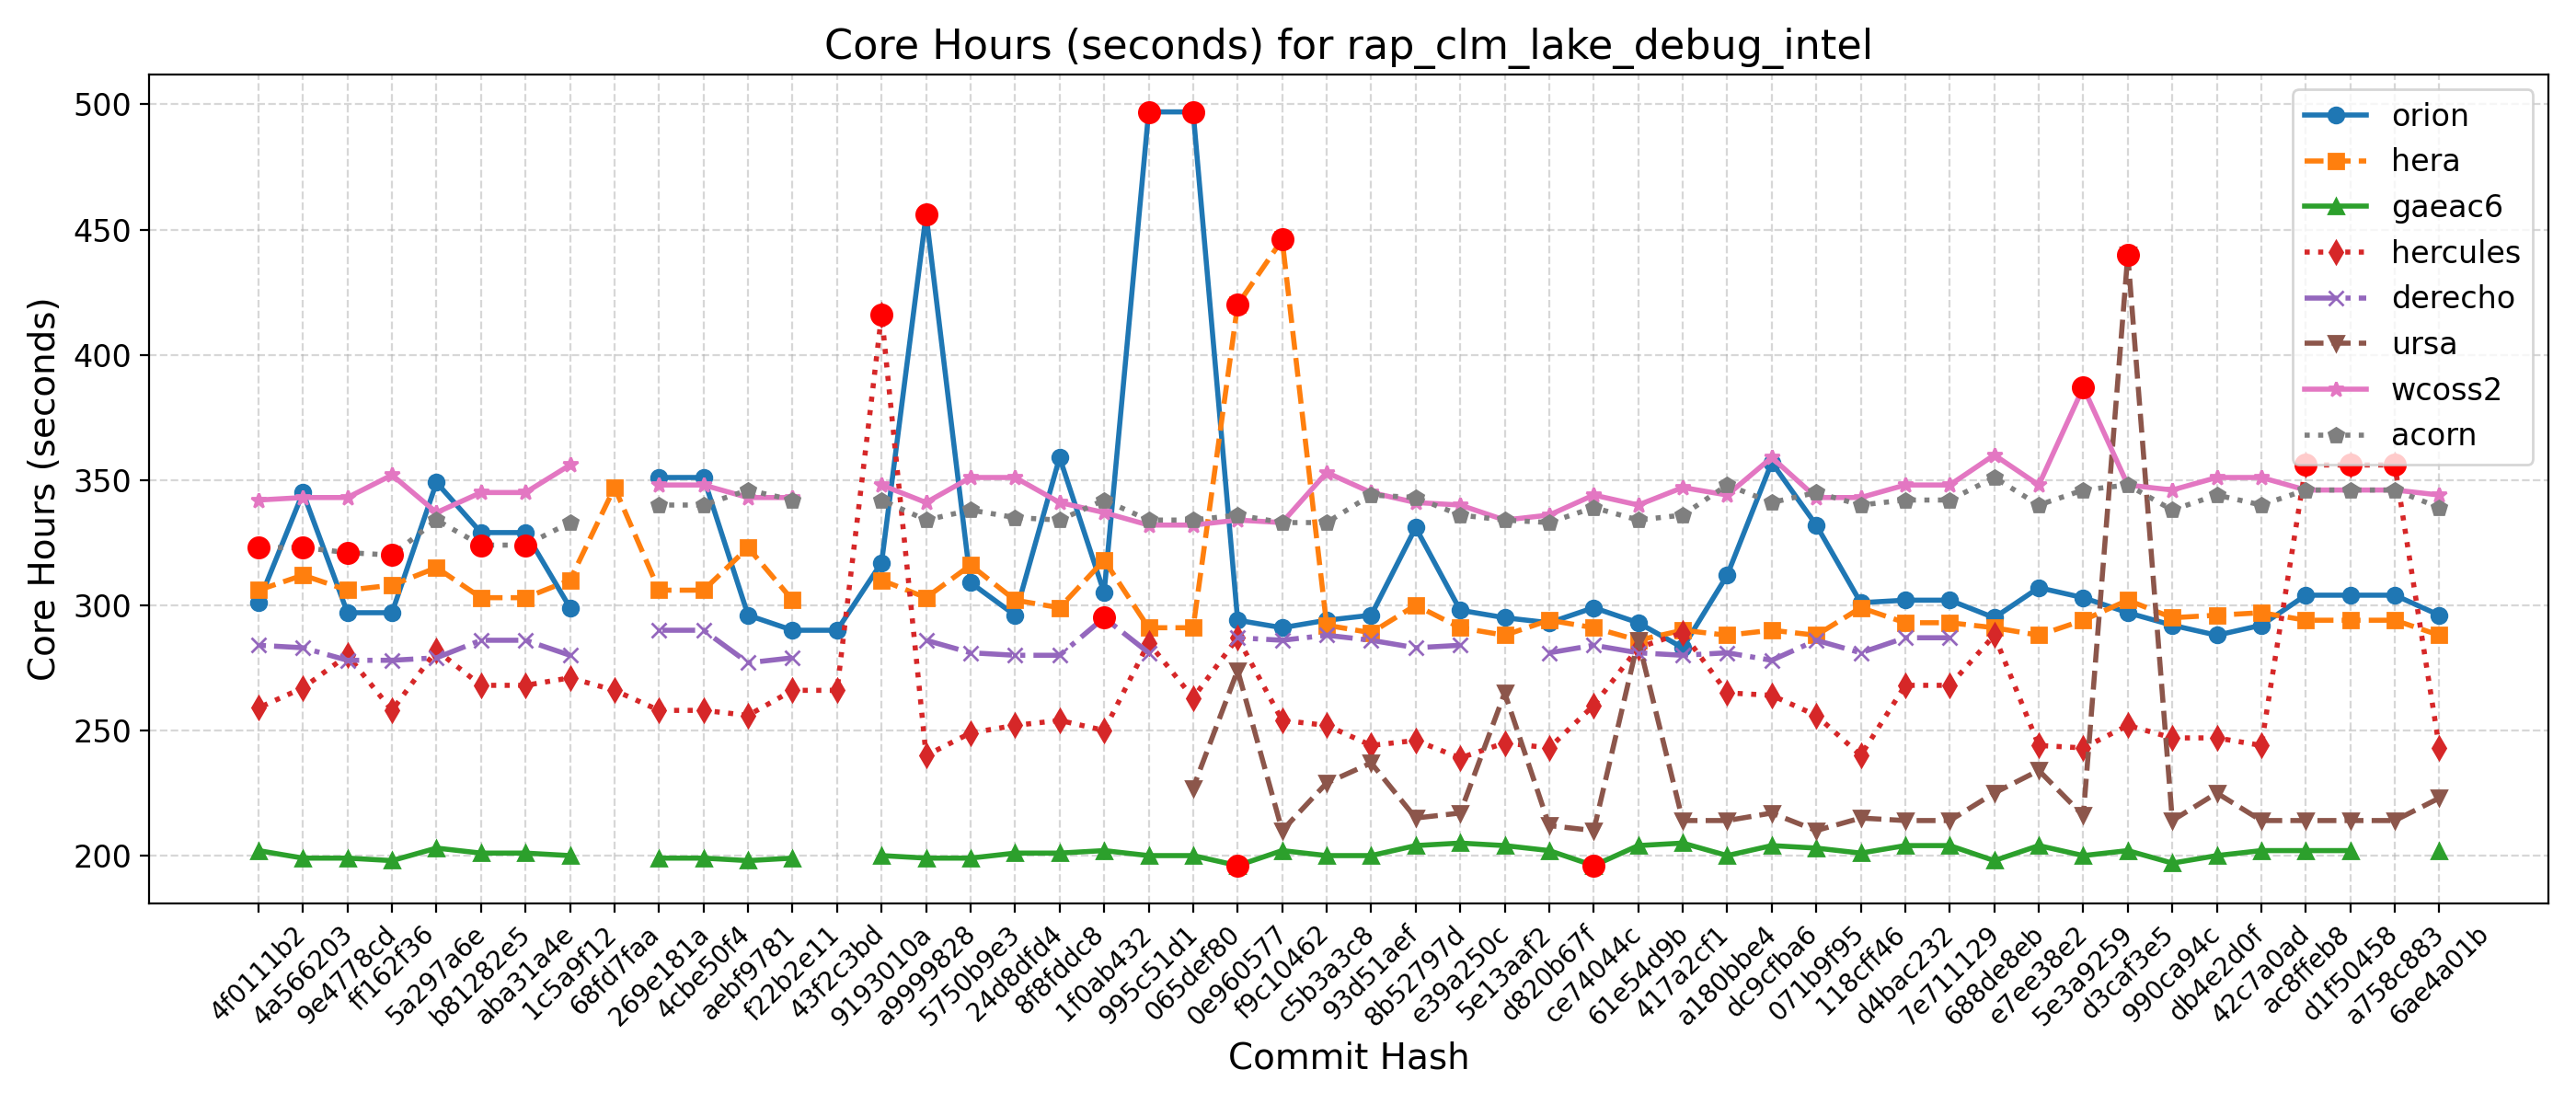 Core Hours (seconds) for rap_clm_lake_debug_intel
500
450
400
350
300
250
200
Core Hours (seconds)
orion
hera
gaeac6
hercules
derecho
ursa
wcoss2
acorn
4f0111b2
4a566203
9e4778cd
ff162f36
5a297a6e
b81282e5
aba31a4e
1c5a9f12
68fd7faa
269e181a
4cbe50f4
aebf9781
f22b2e11
43f2c3bd
9193010a
a9999828
5750b9e3
24d8dfd4
8f8fddc8
1f0ab432
995c51d1
065def80
0e960577
f9c10462
c5b3a3c8
93d51aef
8b52797d
e39a250c
5e13aaf2
d820b67f
ce74044c
61e54d9b
417a2cf1
a180bbe4
dc9cfba6
071b9f95
118cff46
d4bac232
7e711129
688de8eb
e7ee38e2
5e3a9259
d3caf3e5
990ca94c
db4e2d0f
42c7a0ad
ac8ffeb8
d1f50458
a758c883
6ae4a01b
Commit Hash